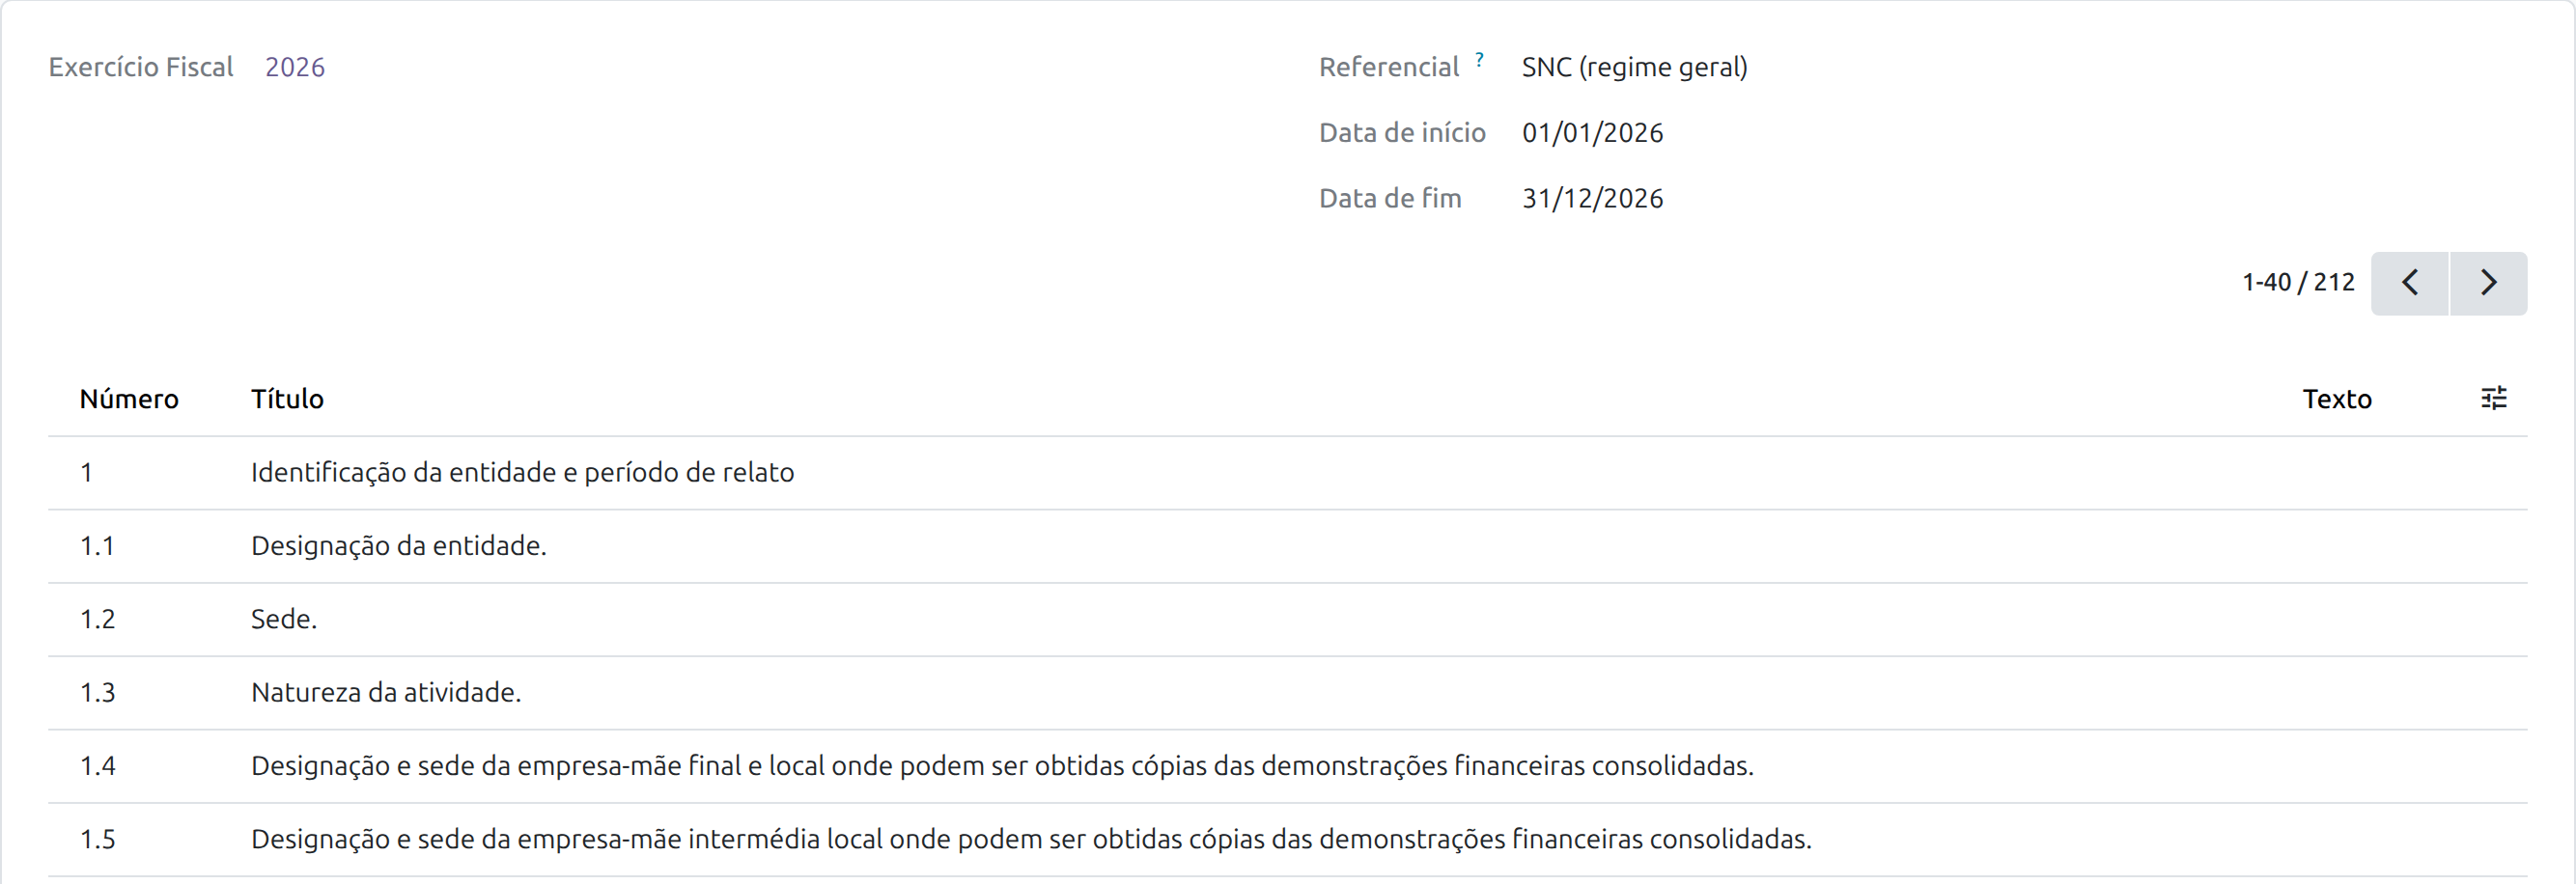 Exercício Fiscal 2026
Referencial ? SNC (regime geral)
Data de início 01/01/2026
Data de fim 31/12/2026
1-40 / 212
Número Título Texto
1 Identificação da entidade e período de relato
1.1 Designação da entidade.
1.2 Sede.
1.3 Natureza da atividade.
1.4 Designação e sede da empresa-mãe final e local onde podem ser obtidas cópias das demonstrações financeiras consolidadas.
1.5 Designação e sede da empresa-mãe intermédia local onde podem ser obtidas cópias das demonstrações financeiras consolidadas.